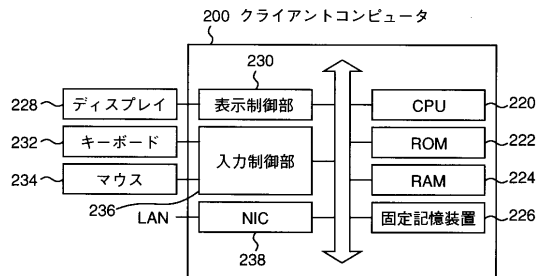 200 クライアントコンピュータ
230
228 ディスプレイ 表示制御部 CPU 220
232 キーボード 入力制御部 ROM 222
234 マウス RAM 224
236
LAN NIC 固定記憶装置 226
238